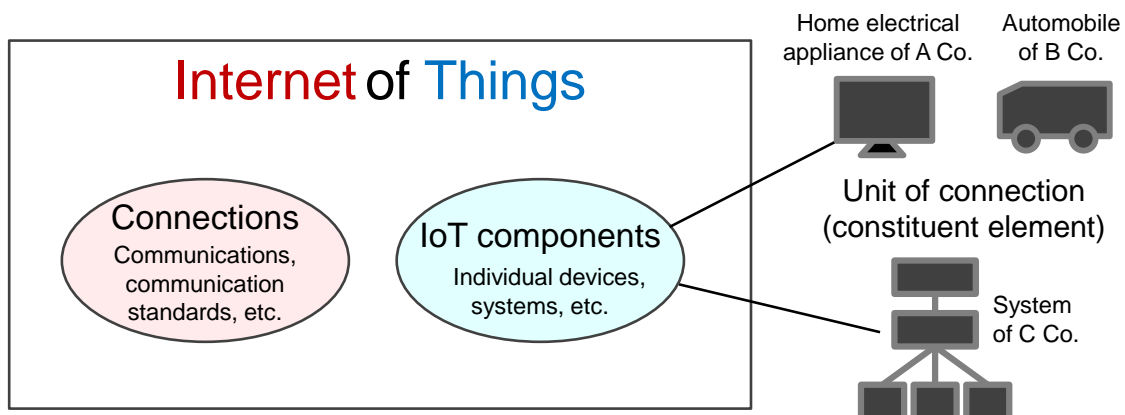 Internet of Things
Connections
Communications,
communication
standards, etc.
IoT components
Individual devices,
systems, etc.
Home electrical
appliance of A Co.
Automobile
of B Co.
Unit of connection
(constituent element)
System
of C Co.